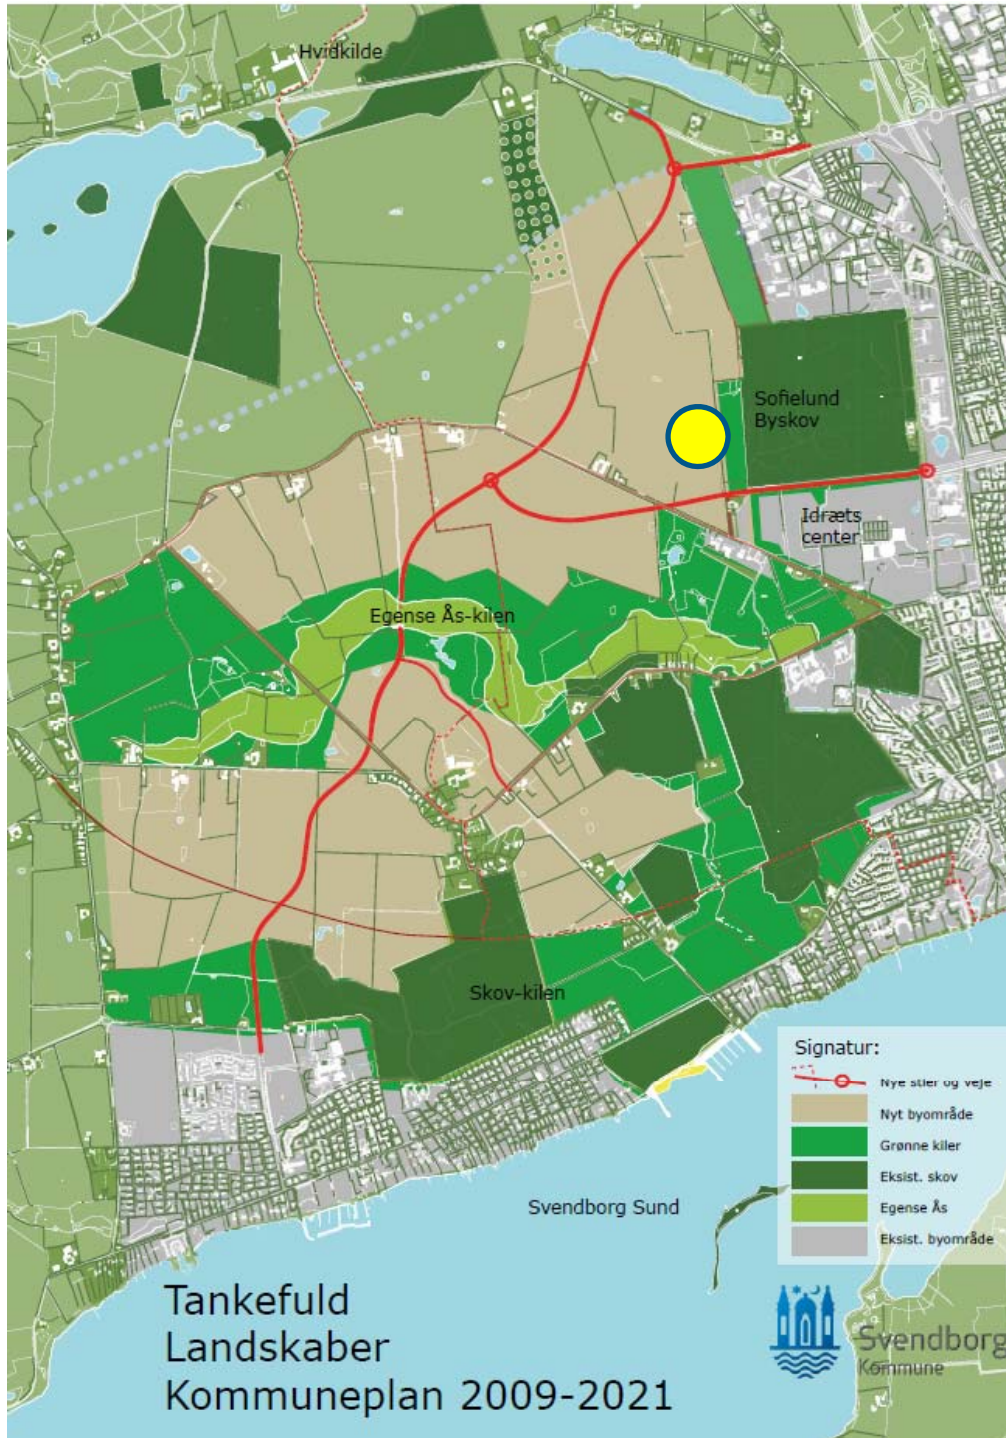 Hvidkilde
Sofielund
Byskov
Idræts
center
Egense Ås-kilen
Skov-kilen
Signatur:
Nye stier og veje
Nyt byområde
Grønne kiler
Eksist. skov
Egense Ås
Eksist. byområde
Svendborg Sund
Tankefuld
Landskaber
Kommuneplan 2009-2021
Svendborg
Kommune